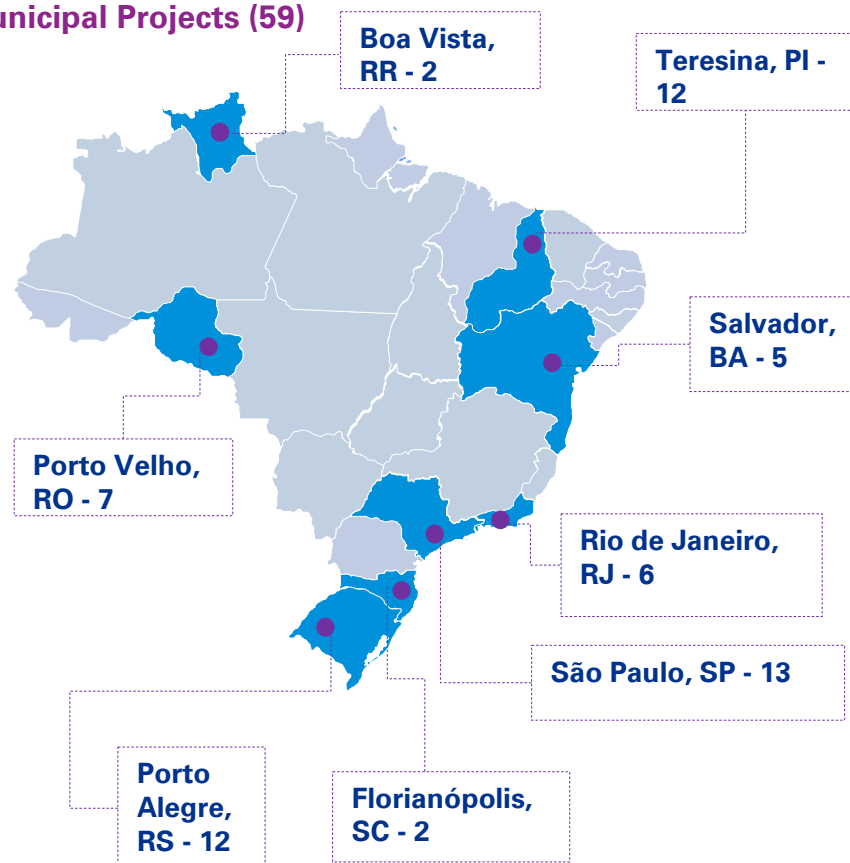 unicipal Projects (59)
Boa Vista,
RR - 2
Teresina, PI -
12
Salvador,
BA - 5
Porto Velho,
RO - 7
Rio de Janeiro,
RJ - 6
São Paulo, SP - 13
Porto
Alegre,
RS - 12
Florianópolis,
SC - 2